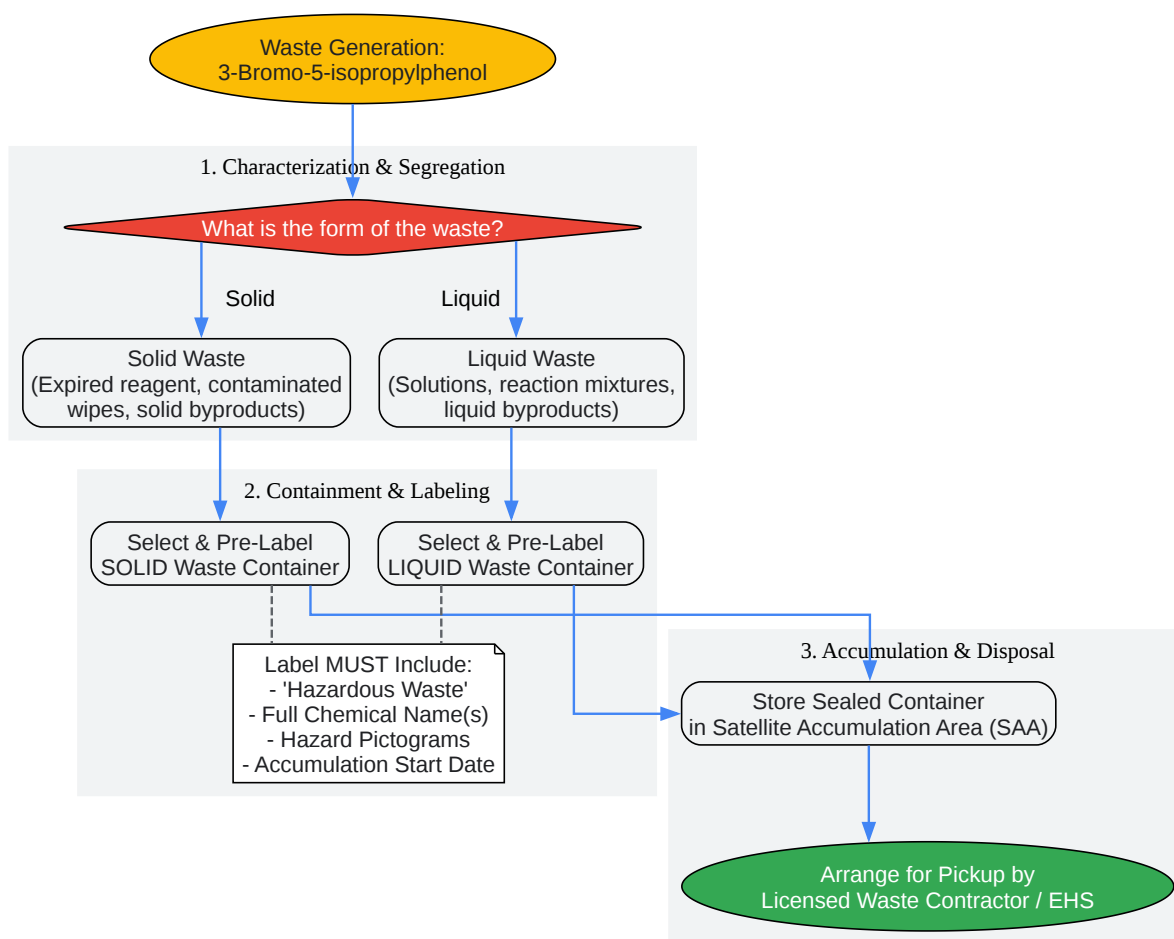 Waste Generation:
3-Bromo-5-isopropylphenol
1. Characterization & Segregation
What is the form of the waste?
Solid
Liquid
Solid Waste
(Expired reagent, contaminated
wipes, solid byproducts)
Liquid Waste
(Solutions, reaction mixtures,
liquid byproducts)
2. Containment & Labeling
Select & Pre-Label
SOLID Waste Container
Select & Pre-Label
LIQUID Waste Container
Label MUST Include:
- 'Hazardous Waste'
- Full Chemical Name(s)
- Hazard Pictograms
- Accumulation Start Date
3. Accumulation & Disposal
Store Sealed Container
in Satellite Accumulation Area (SAA)
Arrange for Pickup by
Licensed Waste Contractor / EHS